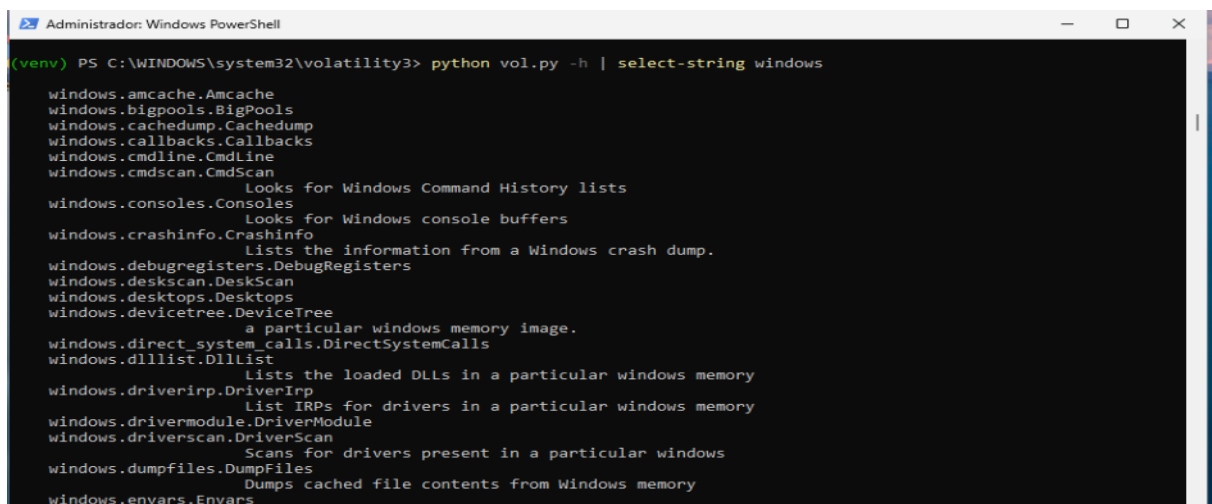 Administrador: Windows PowerShell
(venv) PS C:\WINDOWS\system32\volatility3> python vol.py -h | select-string windows
windows.amcache.Amcache
windows.bigpools.BigPools
windows.cachedump.Cachedump
windows.callbacks.Callbacks
windows.cmdline.CmdLine
windows.cmdscan.CmdScan
Looks for Windows Command History lists
windows.consoles.Consoles
Looks for Windows console buffers
windows.crashinfo.Crashinfo
Lists the information from a Windows crash dump.
windows.debugregisters.DebugRegisters
windows.deskscan.DeskScan
windows.desktops.Desktops
windows.devicetree.DeviceTree
a particular windows memory image.
windows.direct_system_calls.DirectSystemCalls
windows.dlllist.DllList
Lists the loaded DLLs in a particular windows memory
windows.driverirp.DriverIrp
List IRPs for drivers in a particular windows memory
windows.drivermodule.DriverModule
windows.driverscan.DriverScan
Scans for drivers present in a particular windows
windows.dumpfiles.DumpFiles
Dumps cached file contents from Windows memory
windows.envars.Envars